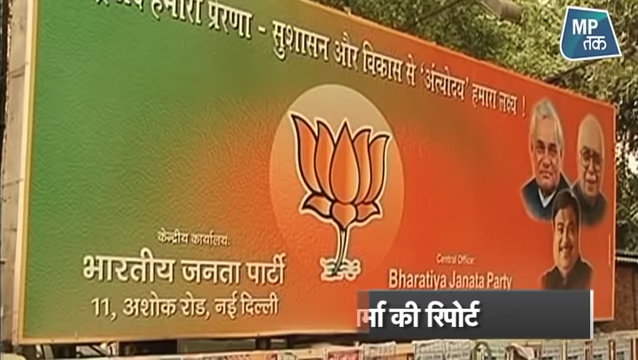 हमारी प्रेरणा - सुशासन और विकास से 'अंत्योदय' हमारा लक्ष्य !
MP
तक
केन्द्रीय कार्यालय:
भारतीय जनता पार्टी
11, अशोक रोड, नई दिल्ली
Central Office:
Bharatiya Janata Party
र्मा की रिपोर्ट